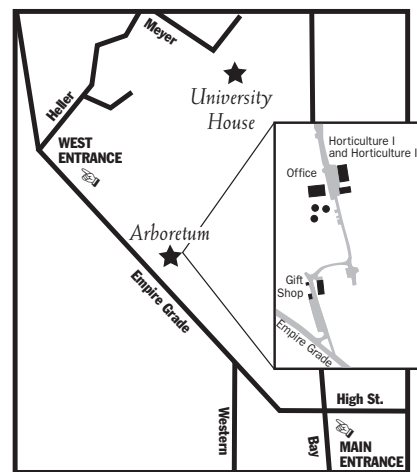 Meyer
Heller
University
House
WEST
ENTRANCE
Horticulture I
and Horticulture I
Office
Arboretum
Empire Grade
Gift
Shop
Empire Grade
High St.
Western
Bay
MAIN
ENTRANCE